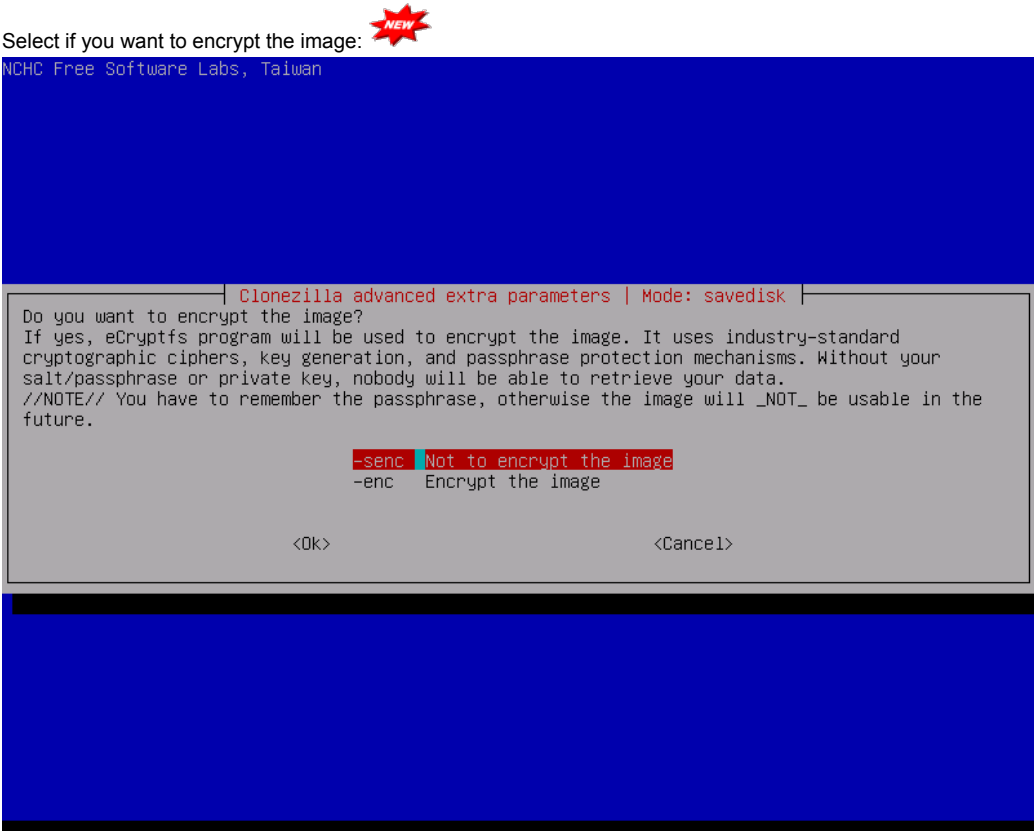 Select if you want to encrypt the image: NEW
NCHC Free Software Labs, Taiwan
Clonezilla advanced extra parameters | Mode: savedisk
Do you want to encrypt the image?
If yes, eCryptfs program will be used to encrypt the image. It uses industry-standard
cryptographic ciphers, key generation, and passphrase protection mechanisms. Without your
salt/passphrase or private key, nobody will be able to retrieve your data.
//NOTE// You have to remember the passphrase, otherwise the image will _NOT_ be usable in the
future.
-senc Not to encrypt the image
-enc Encrypt the image
<Ok> <Cancel>